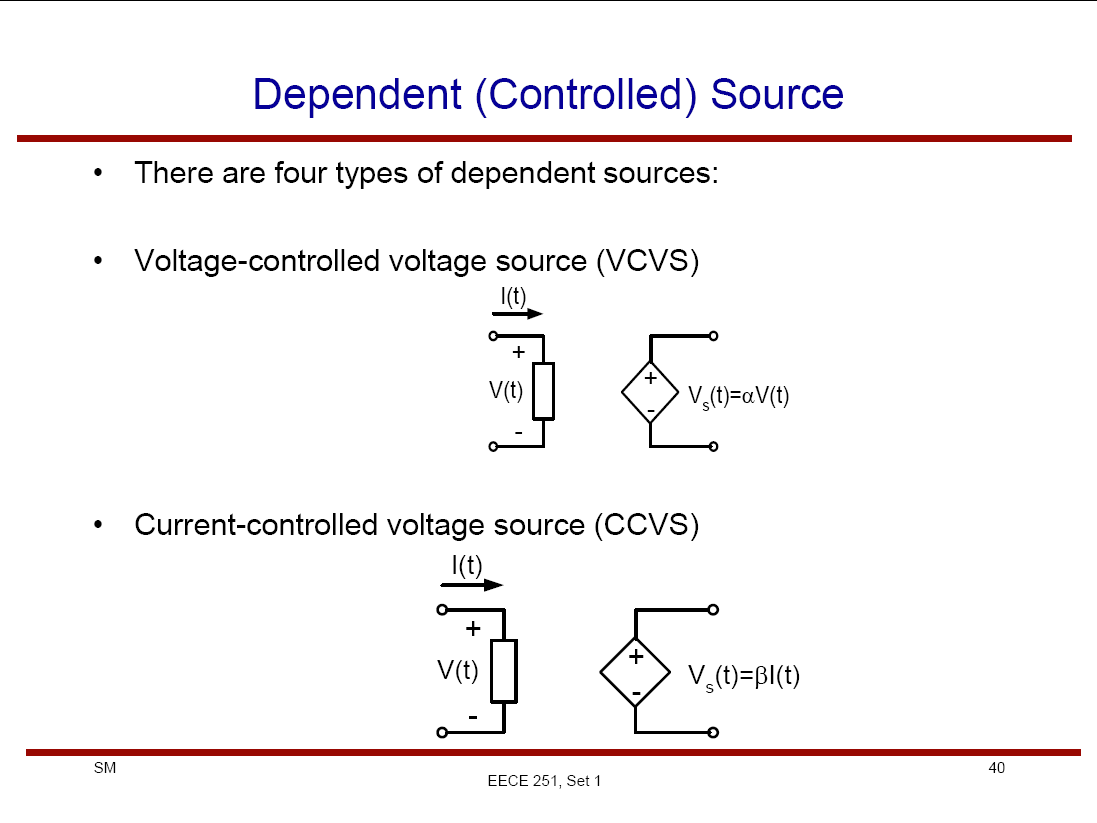 Dependent (Controlled) Source
• There are four types of dependent sources:
• Voltage-controlled voltage source (VCVS)
I(t)
+
V(t)
-
+
-
Vs(t)=αV(t)
• Current-controlled voltage source (CCVS)
I(t)
+
V(t)
-
+
-
Vs(t)=βI(t)
SM
EECE 251, Set 1
40